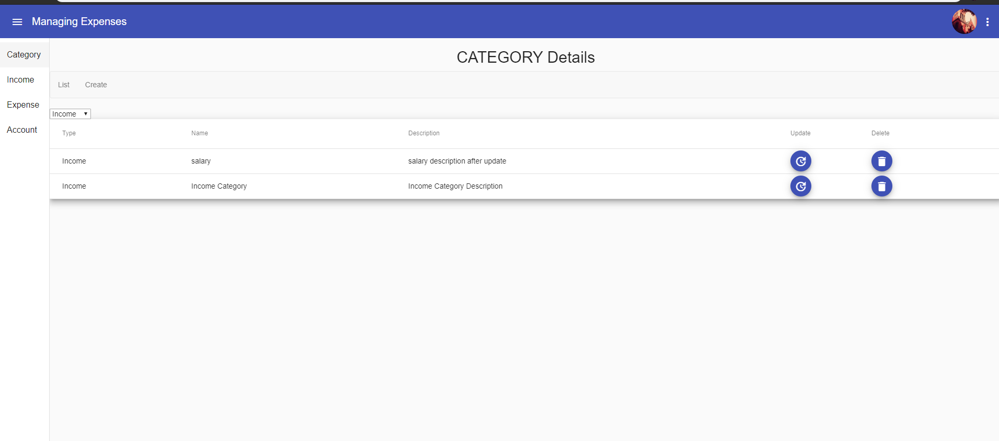 Managing Expenses
Category
Income
Expense
Account
CATEGORY Details
List Create
Income
Type Name Description Update Delete
Income salary salary description after update
Income Income Category Income Category Description